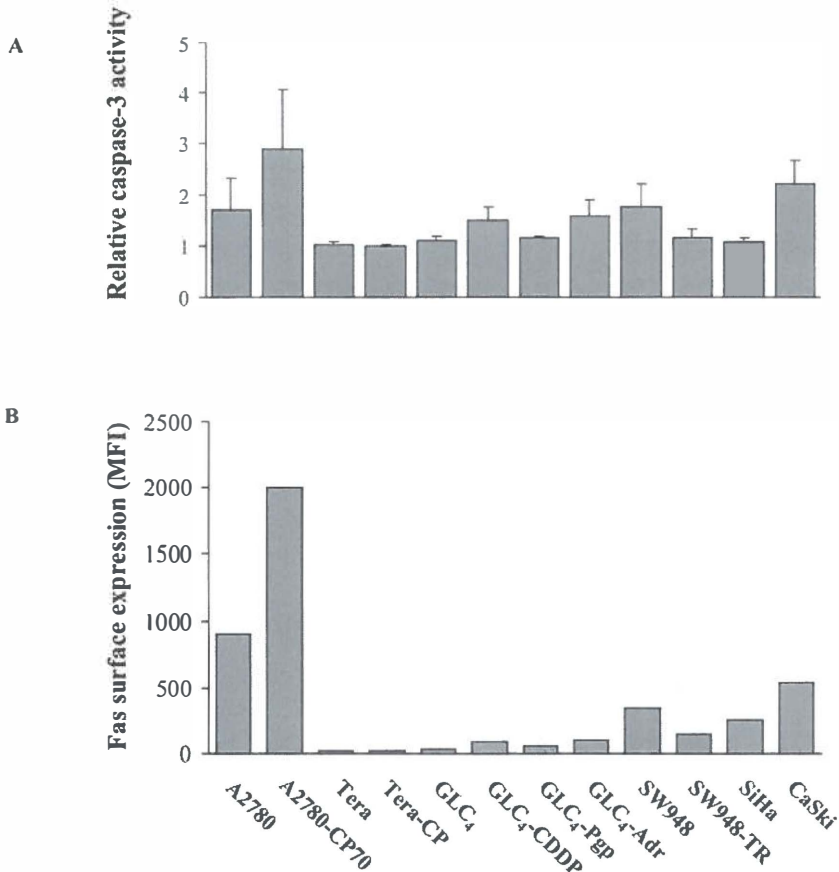 A
Relative caspase-3 activity
5
4
3
2
1
0
B
Fas surface expression (MFI)
2500
2000
1500
1000
500
0
A2780
A2780-CP70
Tera
Tera-CP
GLC₄
GLC₄-CDDP
GLC₄-Pgp
GLC₄-Adr
SW948
SW948-TR
SiHa
CaSki